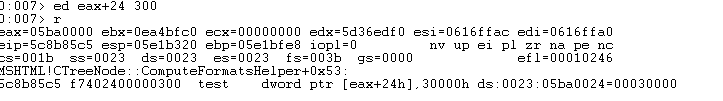 0:007> ed eax+24 300
0:007> r
eax=05ba0000 ebx=0ea4bfc0 ecx=00000000 edx=5d36edf0 esi=0616ffac edi=0616ffa0
eip=5c8b85c5 esp=05e1b320 ebp=05e1bfe8 iopl=0 nv up ei pl zr na pe nc
cs=001b ss=0023 ds=0023 es=0023 fs=003b gs=0000 efl=00010246
MSHTML!CTreeNode::ComputeFormatsHelper+0x53:
5c8b85c5 f7402400000300 test dword ptr [eax+24h],30000h ds:0023:05ba0024=00030000